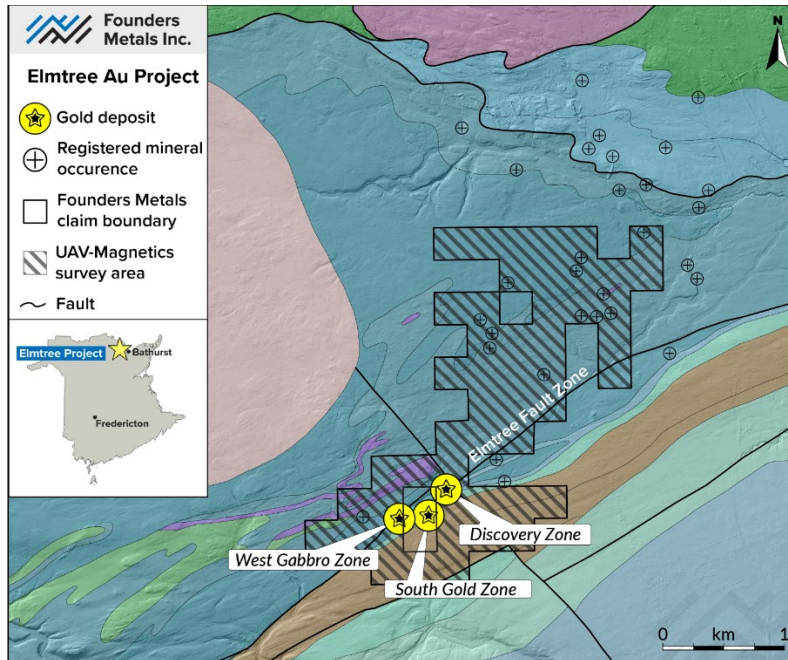 Founders
Metals Inc.
Elmtree Au Project
Gold deposit
Registered mineral
occurence
Founders Metals
claim boundary
UAV-Magnetics
survey area
Fault
Elmtree Project
Bathurst
Fredericton
N
Elmtree Fault Zone
West Gabbro Zone
Discovery Zone
South Gold Zone
0 km 1